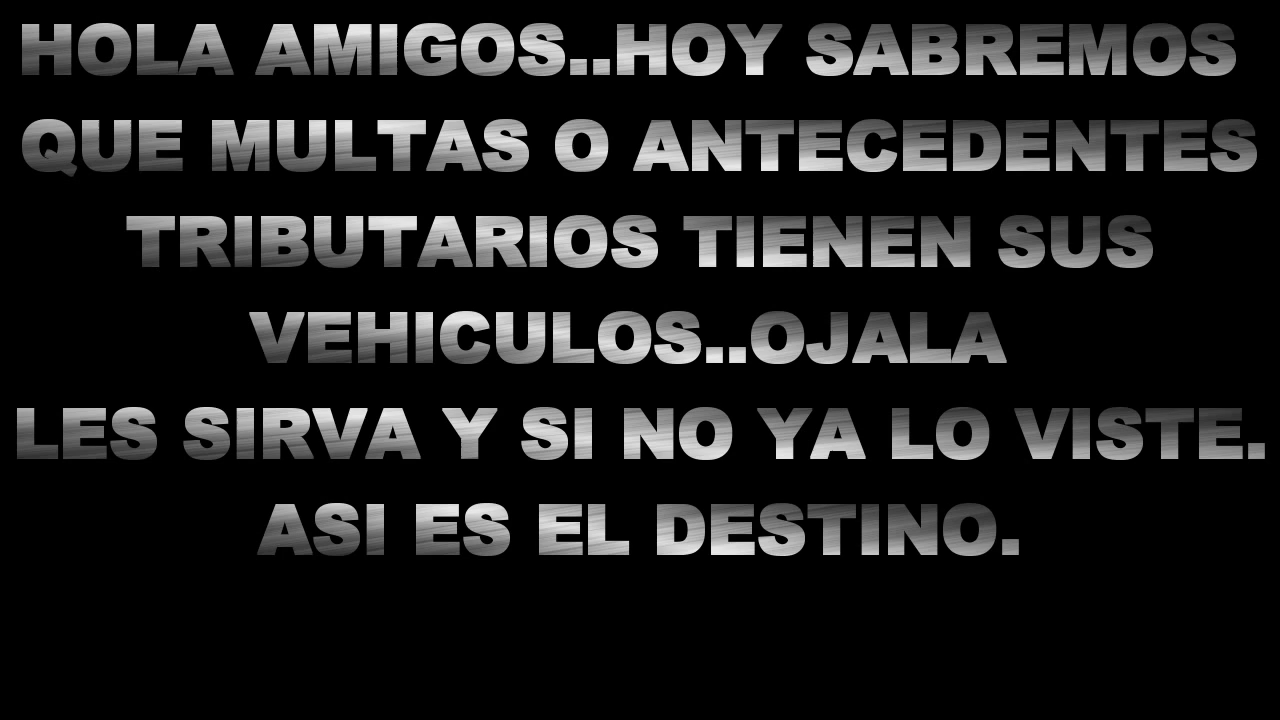 HOLA AMIGOS..HOY SABREMOS
QUE MULTAS O ANTECEDENTES
TRIBUTARIOS TIENEN SUS
VEHICULOS..OJALA
LES SIRVA Y SI NO YA LO VISTE.
ASI ES EL DESTINO.